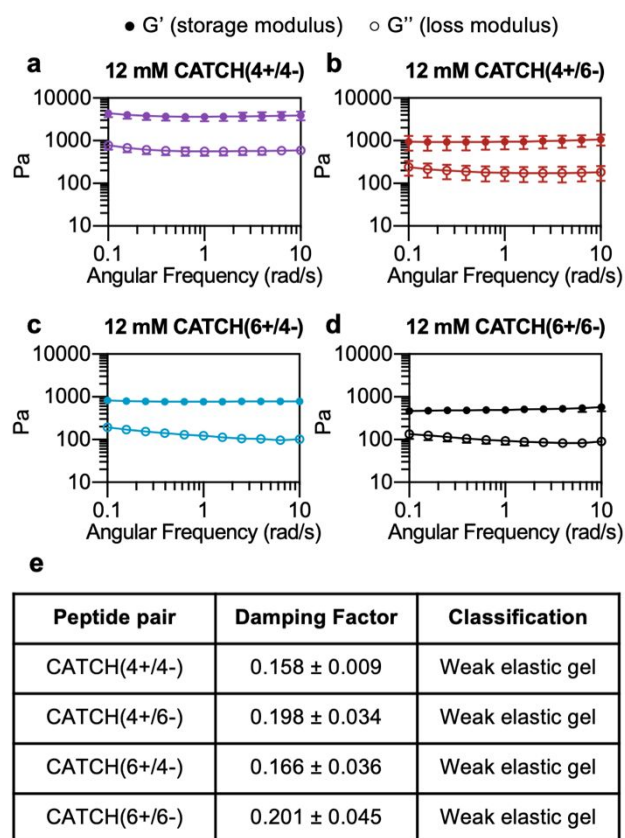 ● G' (storage modulus) ○ G'' (loss modulus)
a 12 mM CATCH(4+/4-)
10000
1000
100
10
Pa
0.1 1 10
Angular Frequency (rad/s)
b 12 mM CATCH(4+/6-)
10000
1000
100
10
Pa
0.1 1 10
Angular Frequency (rad/s)
c 12 mM CATCH(6+/4-)
10000
1000
100
10
Pa
0.1 1 10
Angular Frequency (rad/s)
d 12 mM CATCH(6+/6-)
10000
1000
100
10
Pa
0.1 1 10
Angular Frequency (rad/s)
e
Peptide pair Damping Factor Classification
CATCH(4+/4-) 0.158 ± 0.009 Weak elastic gel
CATCH(4+/6-) 0.198 ± 0.034 Weak elastic gel
CATCH(6+/4-) 0.166 ± 0.036 Weak elastic gel
CATCH(6+/6-) 0.201 ± 0.045 Weak elastic gel